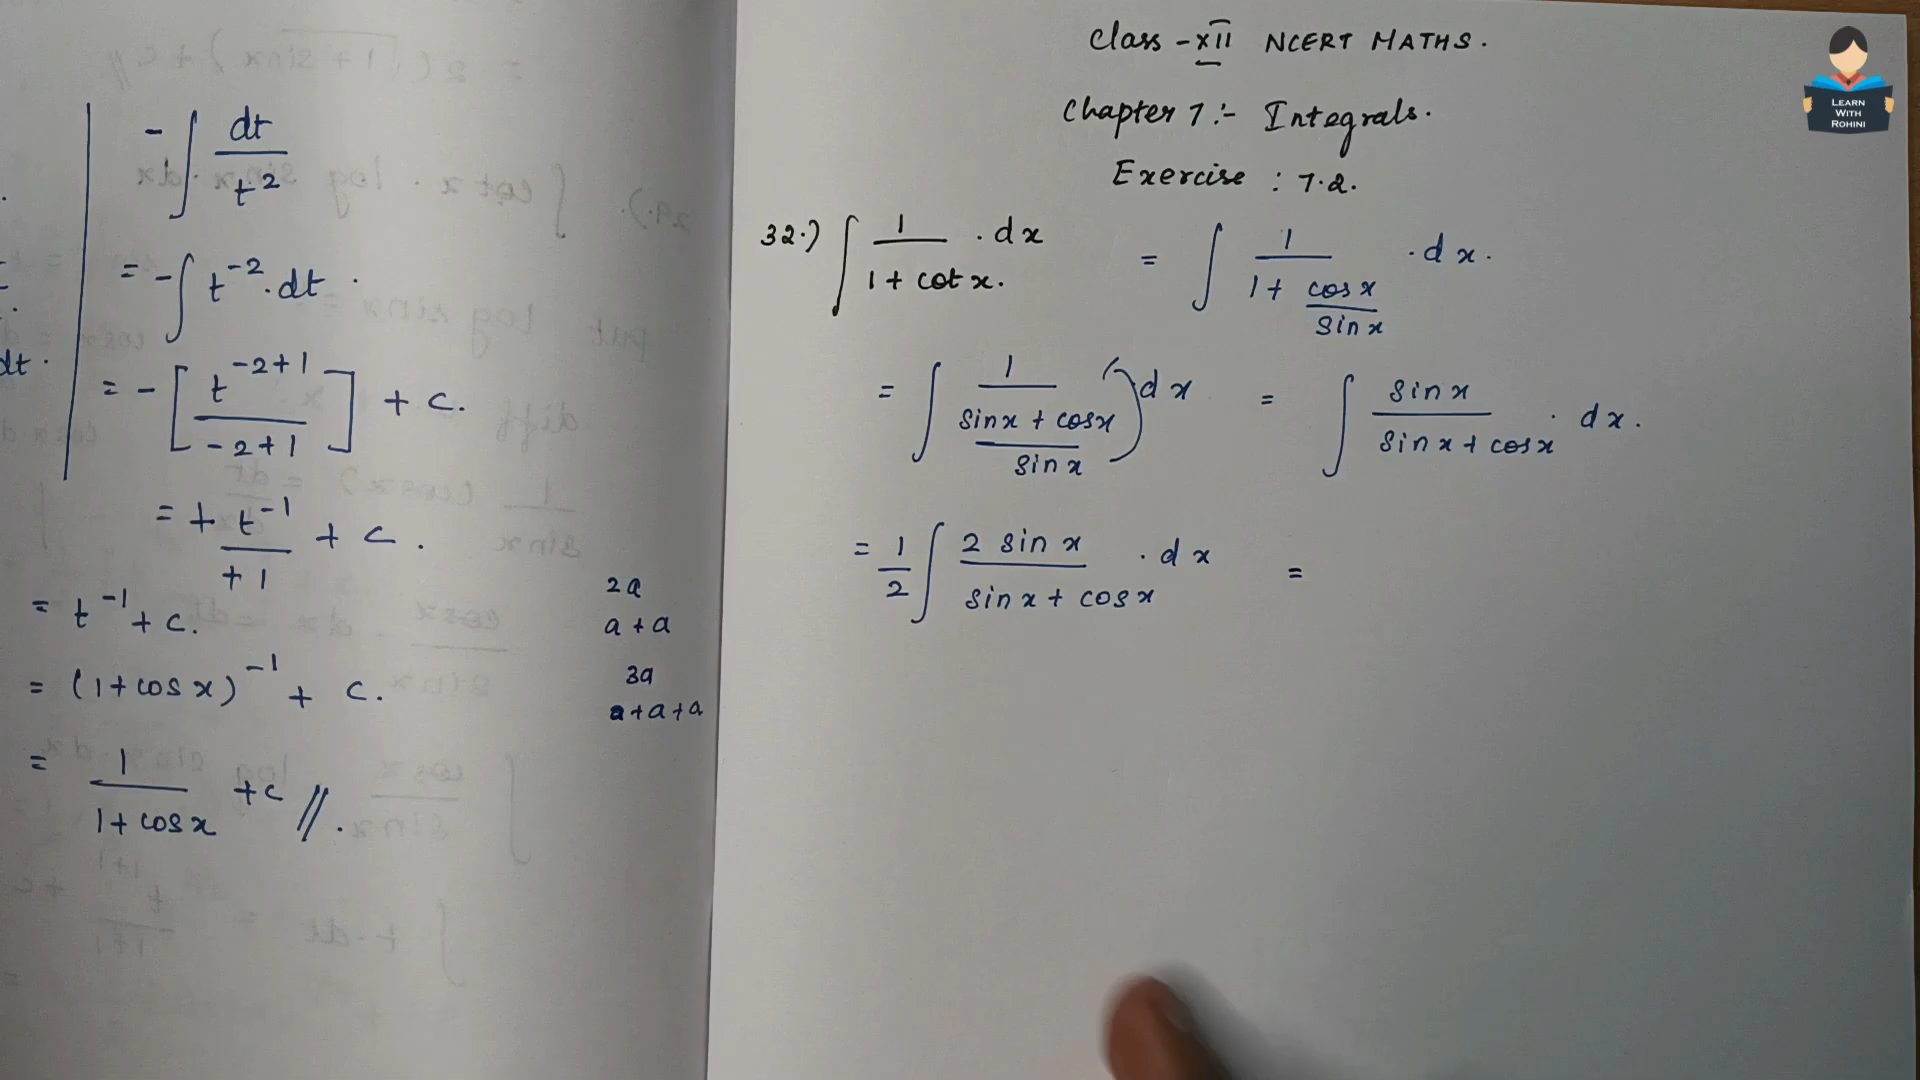 - ∫ dt / t²
= - ∫ t⁻² . dt .
dt .
= - [ t⁻²⁺¹ / -2+1 ] + c.
= + t⁻¹ / +1 + c .
= t⁻¹ + c.
= (1 + cos x)⁻¹ + c.
= 1 / 1 + cos x + c //.
2a
a + a
3a
a + a + a
Class - XII NCERT MATHS .
Chapter 7 :- Integrals .
Exercise : 7.2.
32.) ∫ 1 / 1 + cot x . dx = ∫ 1 / 1 + cos x / sin x . dx .
= ∫ 1 / sin x + cos x / sin x dx = ∫ sin x / sin x + cos x . dx .
= 1/2 ∫ 2 sin x / sin x + cos x . dx =
LEARN
WITH
ROHINI